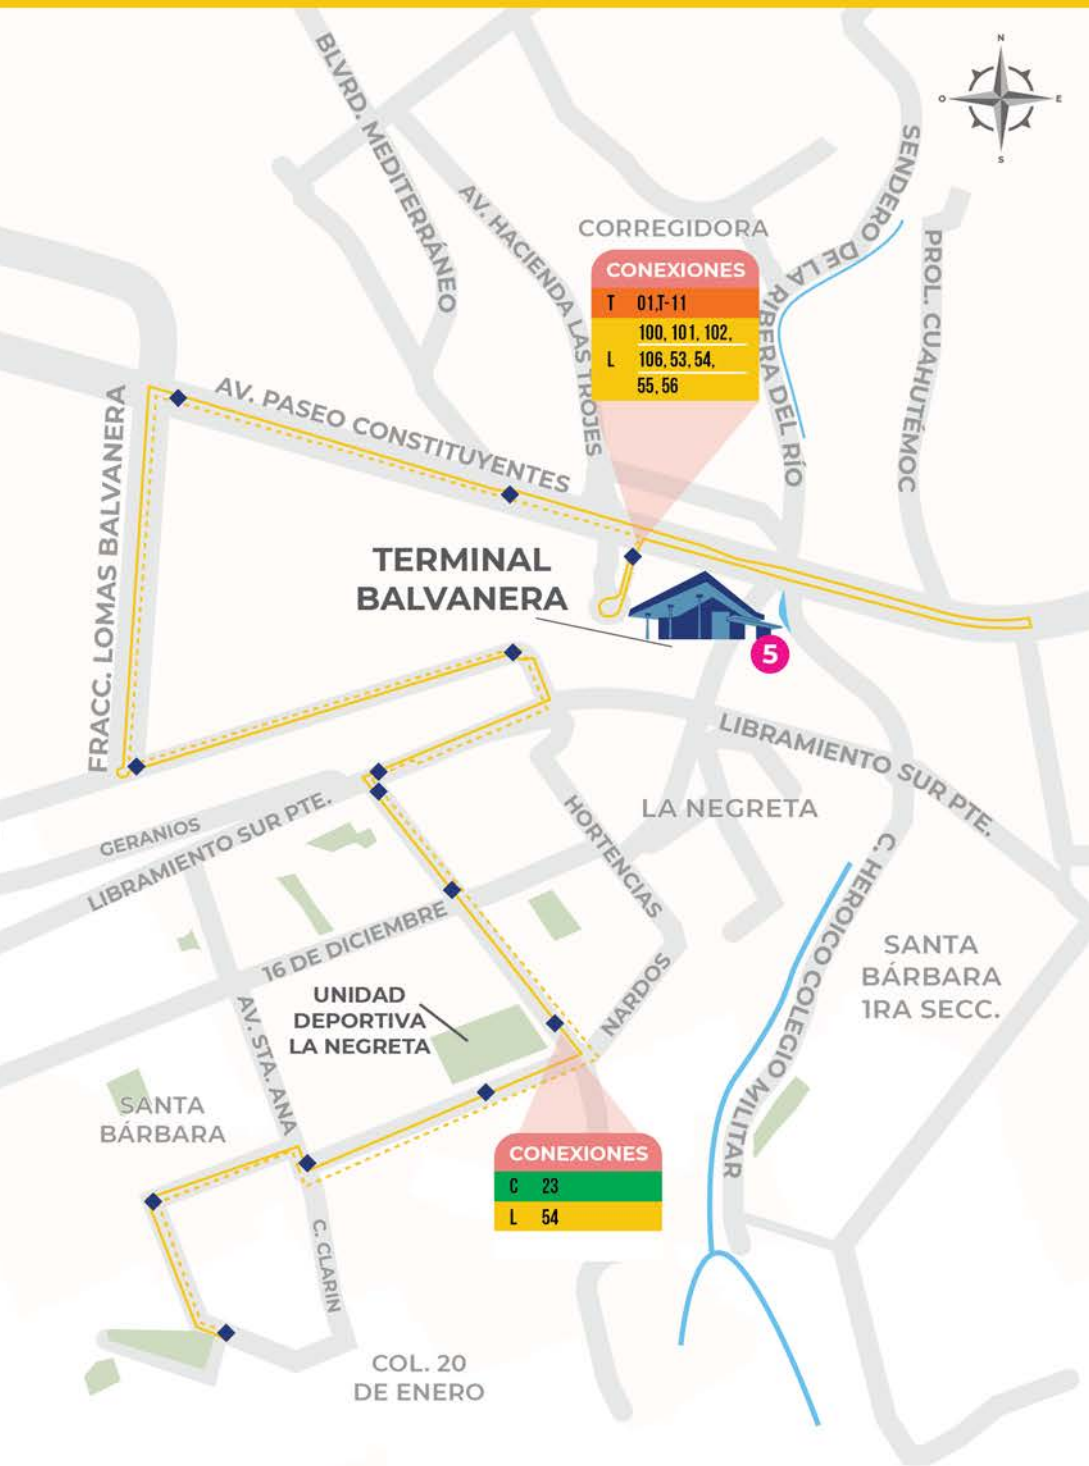 N
O
E
S
BLVRD. MEDITERRÁNEO
AV. HACIENDA LAS TROJES
SENDERO DE LA RIBERA DEL RÍO
PROL. CUAHUTÉMOC
CORREGIDORA
CONEXIONES
T 01,T-11
100, 101, 102,
L 106, 53, 54,
55, 56
AV. PASEO CONSTITUYENTES
FRACC. LOMAS BALVANERA
TERMINAL
BALVANERA
5
LIBRAMIENTO SUR PTE.
LA NEGRETA
HORTENCIAS
GERANIOS
LIBRAMIENTO SUR PTE.
C. HEROICO COLEGIO MILITAR
16 DE DICIEMBRE
SANTA
BÁRBARA
1RA SECC.
NARDOS
UNIDAD
DEPORTIVA
LA NEGRETA
AV. STA. ANA
SANTA
BÁRBARA
CONEXIONES
C 23
L 54
C. CLARIN
COL. 20
DE ENERO